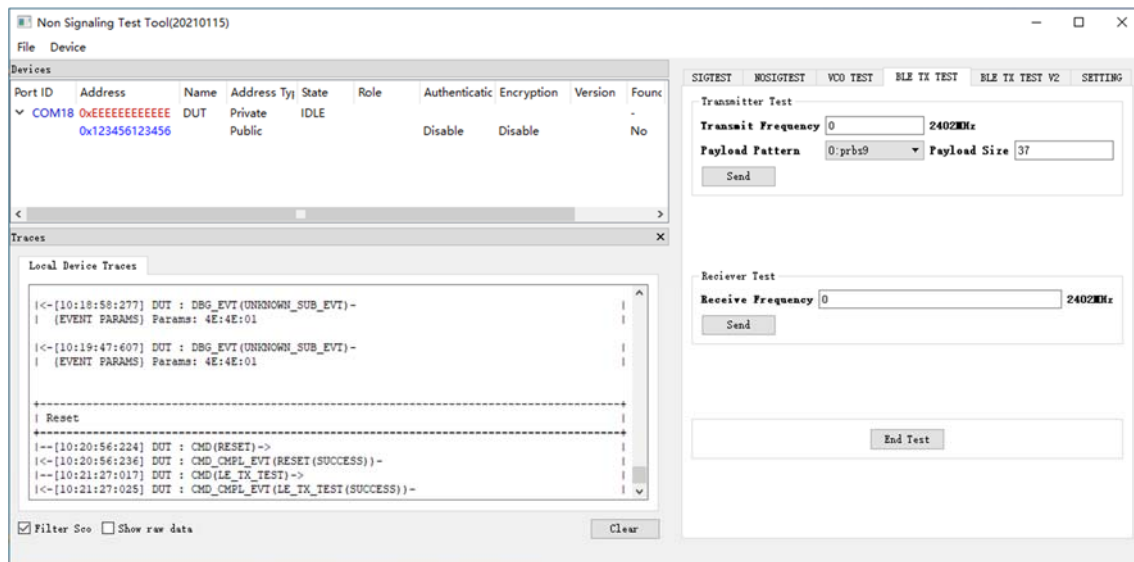 Non Signaling Test Tool(20210115)
File Device
Devices
Port ID Address Name Address Typ State Role Authenticatic Encryption Version Found
COM18 0xEEEEEEEEEEEE DUT Private IDLE -
0x123456123456 Public Disable Disable No
Traces
Local Device Traces
|<-[10:18:58:277] DUT : DBG_EVT(UNKNOWN_SUB_EVT)- |
| {EVENT PARAMS} Params: 4E:4E:01 |
|<-[10:19:47:607] DUT : DBG_EVT(UNKNOWN_SUB_EVT)- |
| {EVENT PARAMS} Params: 4E:4E:01 |
| Reset |
|--[10:20:56:224] DUT : CMD(RESET)-> |
|<-[10:20:56:236] DUT : CMD_CMPL_EVT(RESET(SUCCESS))- |
|--[10:21:27:017] DUT : CMD(LE_TX_TEST)-> |
|<-[10:21:27:025] DUT : CMD_CMPL_EVT(LE_TX_TEST(SUCCESS))- |
Filter Sco Show raw data Clear
SIGTEST NOSIGTEST VCO TEST BLE TX TEST BLE TX TEST V2 SETTING
Transmitter Test
Transmit Frequency 0 2402MHz
Payload Pattern 0:prbs9 Payload Size 37
Send
Reciever Test
Receive Frequency 0 2402MHz
Send
End Test